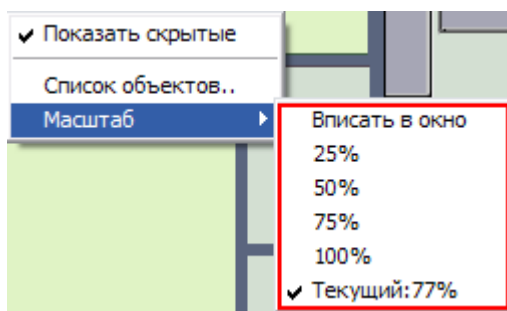 Показать скрытые
Список объектов..
Масштаб
Вписать в окно
25%
50%
75%
100%
Текущий:77%